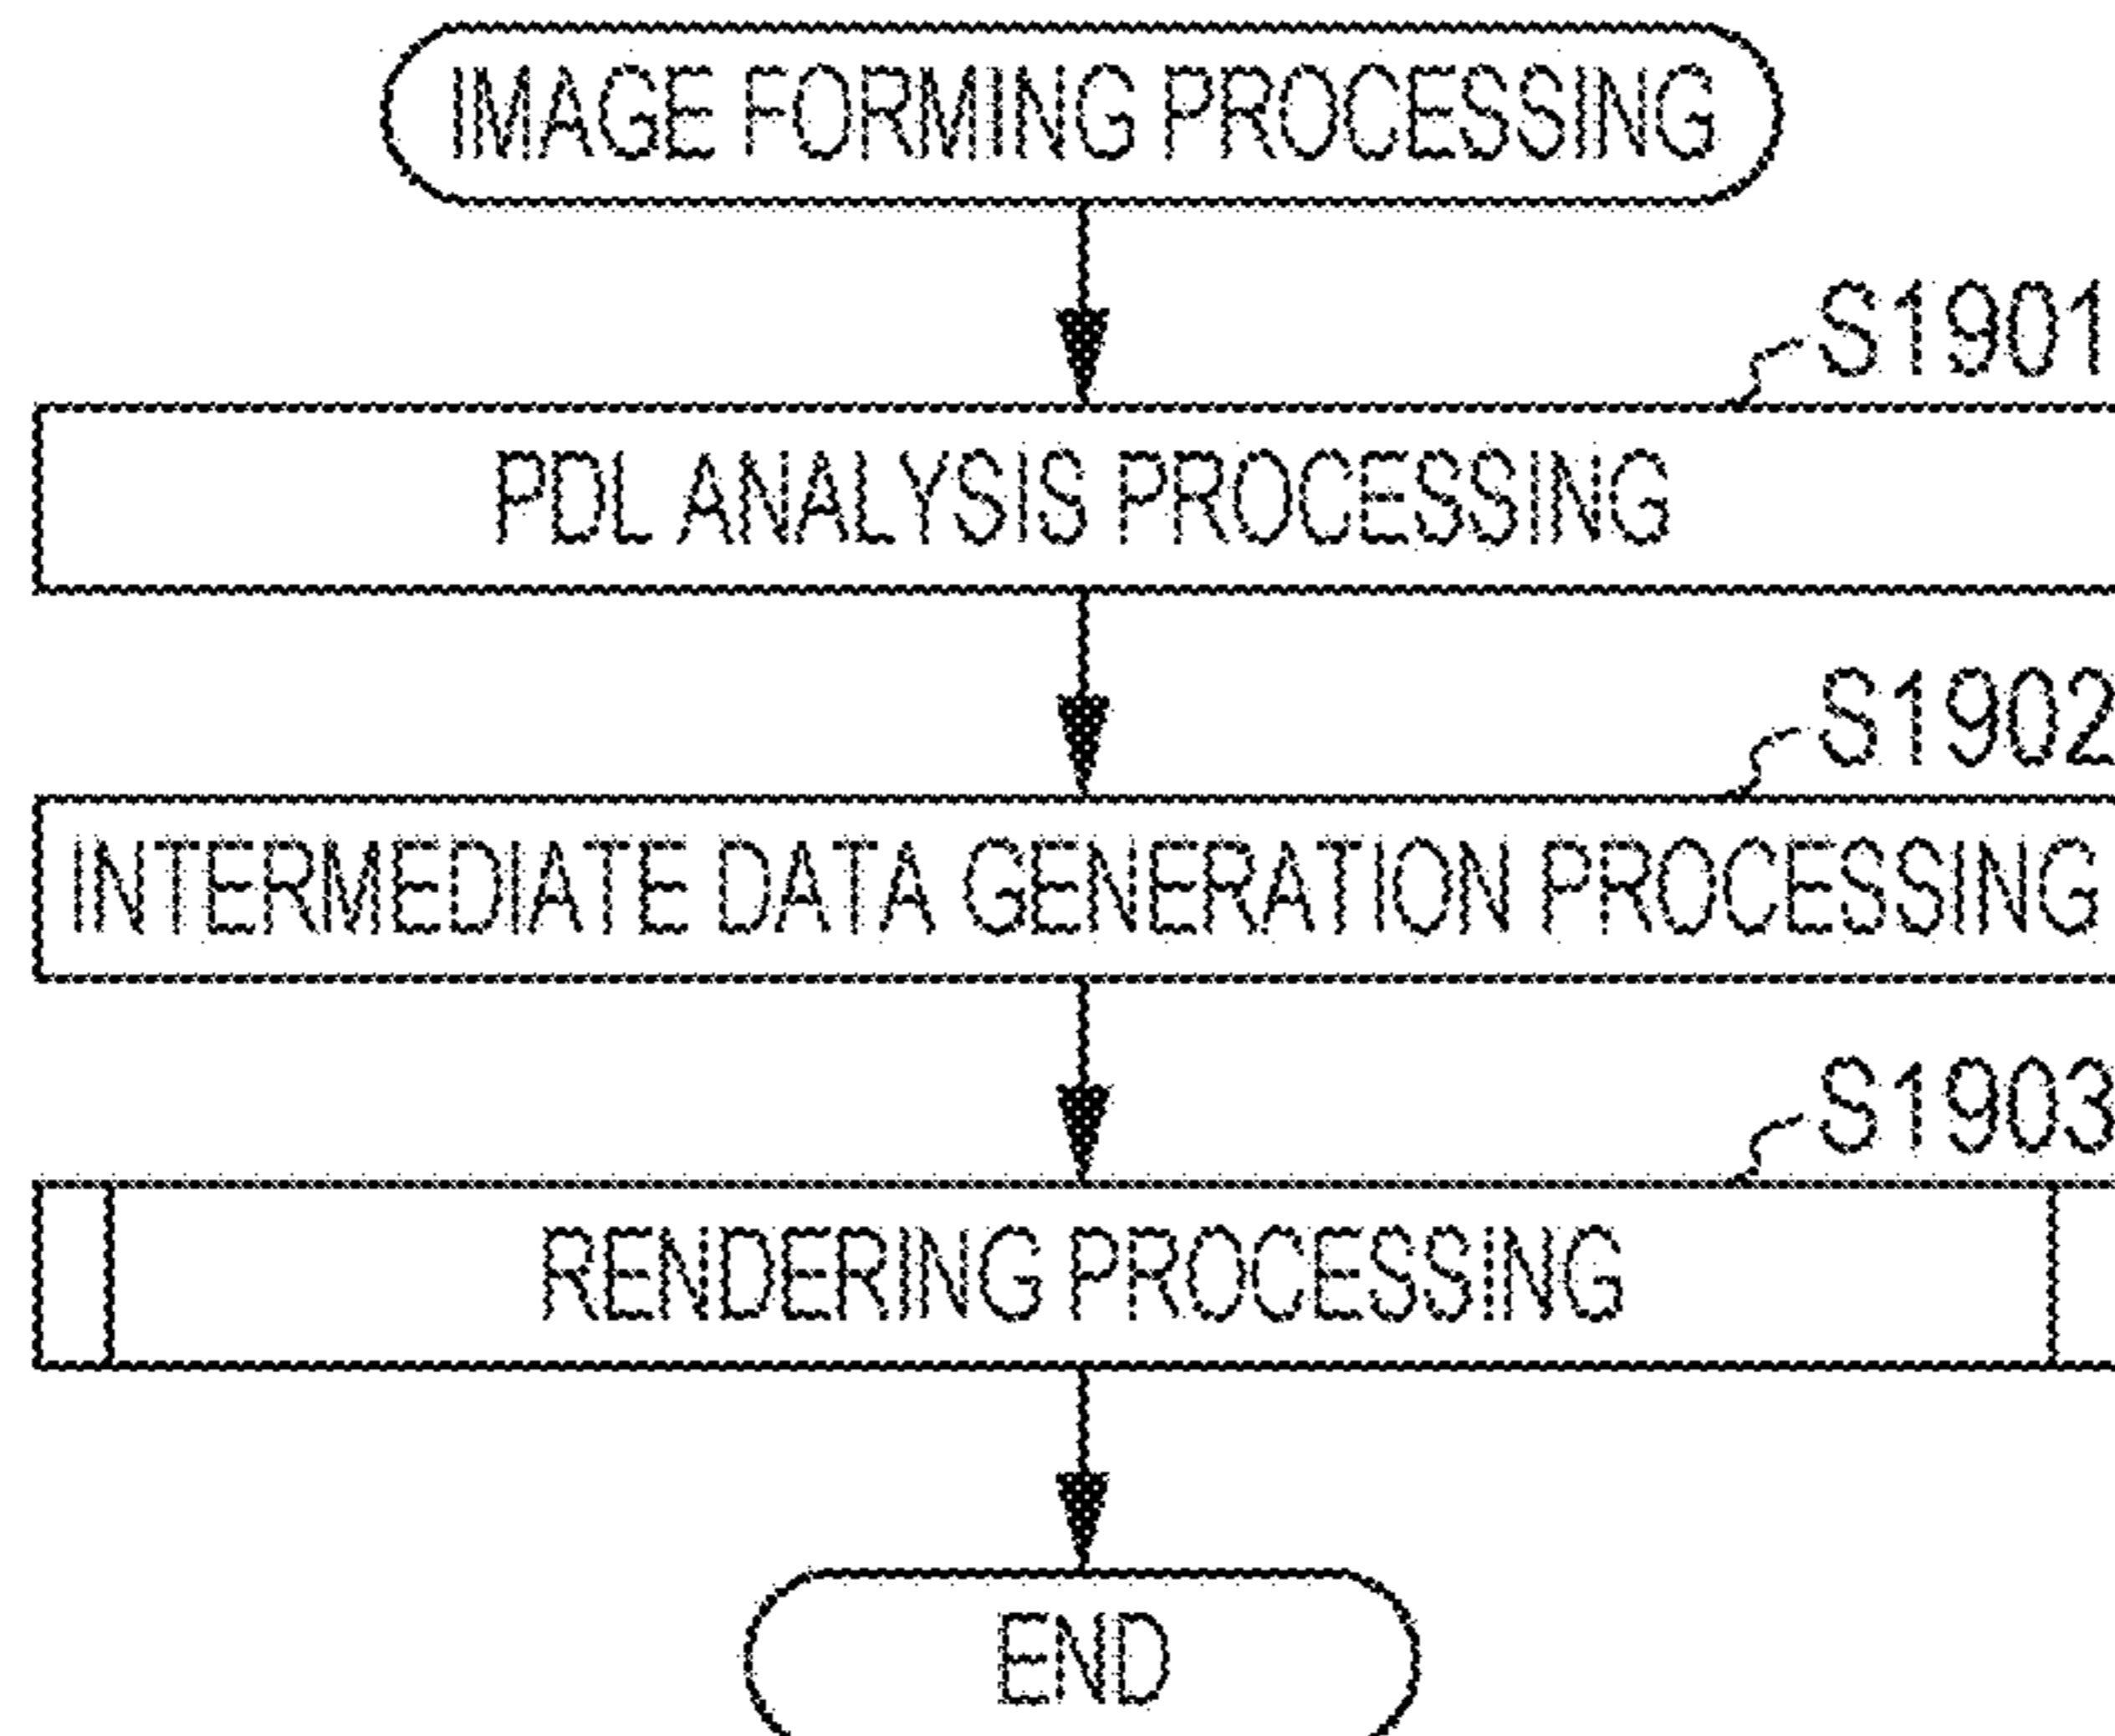 IMAGE FORMING PROCESSING
S1901
PDL ANALYSIS PROCESSING
S1902
INTERMEDIATE DATA GENERATION PROCESSING
S1903
RENDERING PROCESSING
END